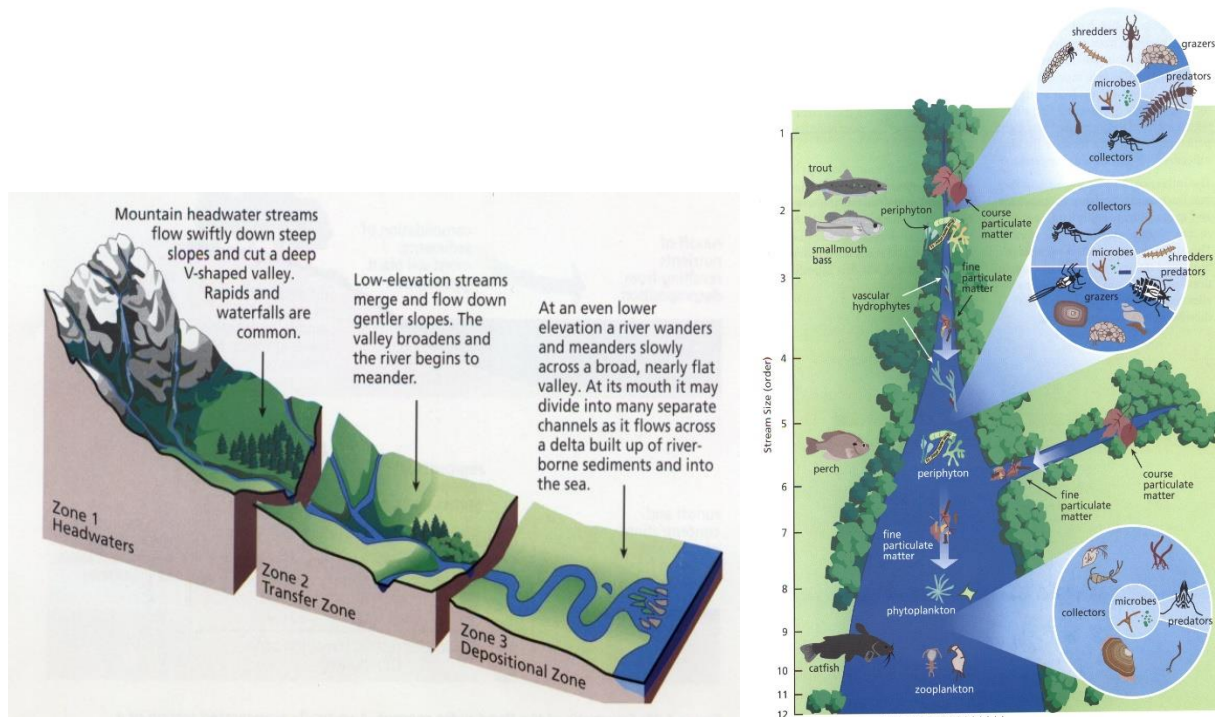 Mountain headwater streams
flow swiftly down steep
slopes and cut a deep
V-shaped valley.
Rapids and
waterfalls are
common.
Low-elevation streams
merge and flow down
gentler slopes. The
valley broadens and
the river begins to
meander.
At an even lower
elevation a river wanders
and meanders slowly
across a broad, nearly flat
valley. At its mouth it may
divide into many separate
channels as it flows across
a delta built up of river-
borne sediments and into
the sea.
Zone 1
Headwaters
Zone 2
Transfer Zone
Zone 3
Depositional Zone
shredders
grazers
predators
microbes
collectors
1
trout
2
periphyton
course
particulate
matter
smallmouth
bass
collectors
microbes
shredders
predators
grazers
3
fine
particulate
matter
vascular
hydrophytes
4
Stream Size (order)
5
perch
periphyton
course
particulate
matter
6
fine
particulate
matter
7
fine
particulate
matter
8
phytoplankton
microbes
collectors
predators
9
catfish
10
zooplankton
11
12